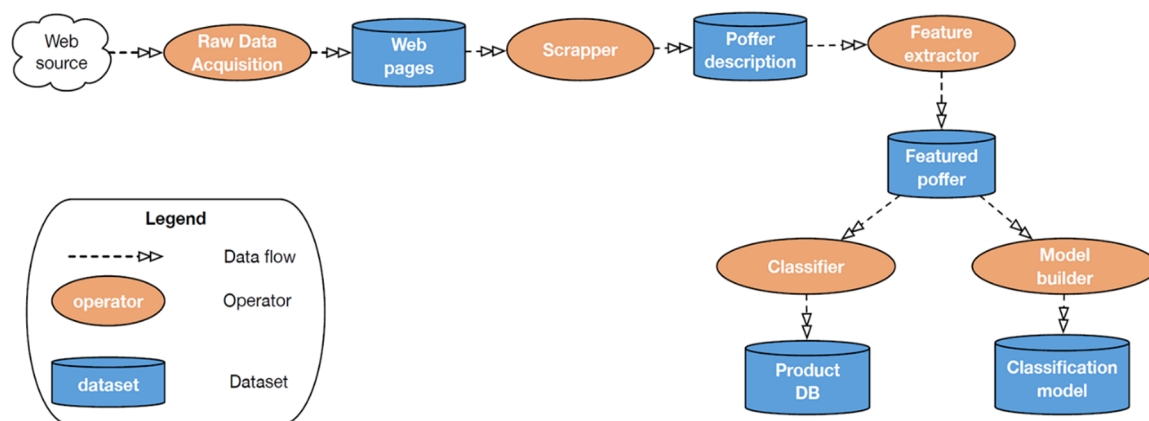 Web
source
Raw Data
Acquisition
Web
pages
Scrapper
Poffer
description
Feature
extractor
Featured
poffer
Classifier
Model
builder
Product
DB
Classification
model
Legend
Data flow
operator
Operator
dataset
Dataset